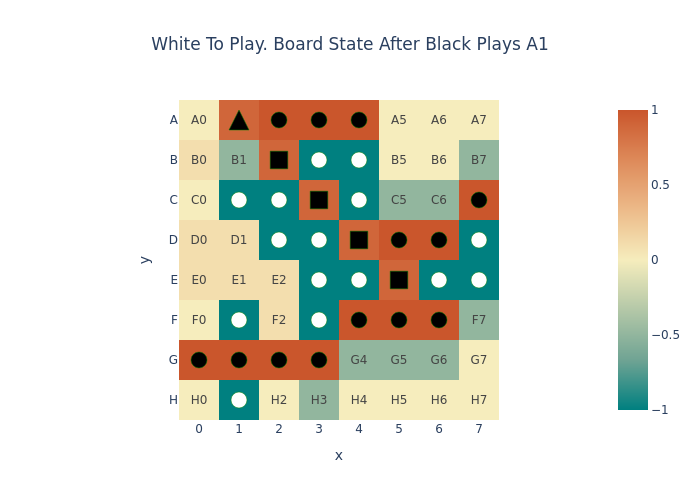 White To Play. Board State After Black Plays A1
A A0 A5 A6 A7
B B0 B1 B5 B6 B7
C C0 C5 C6
D D0 D1
E E0 E1 E2
F F0 F2 F7
G G4 G5 G6 G7
H H0 H2 H3 H4 H5 H6 H7
0 1 2 3 4 5 6 7
x
y
1
0.5
0
−0.5
−1